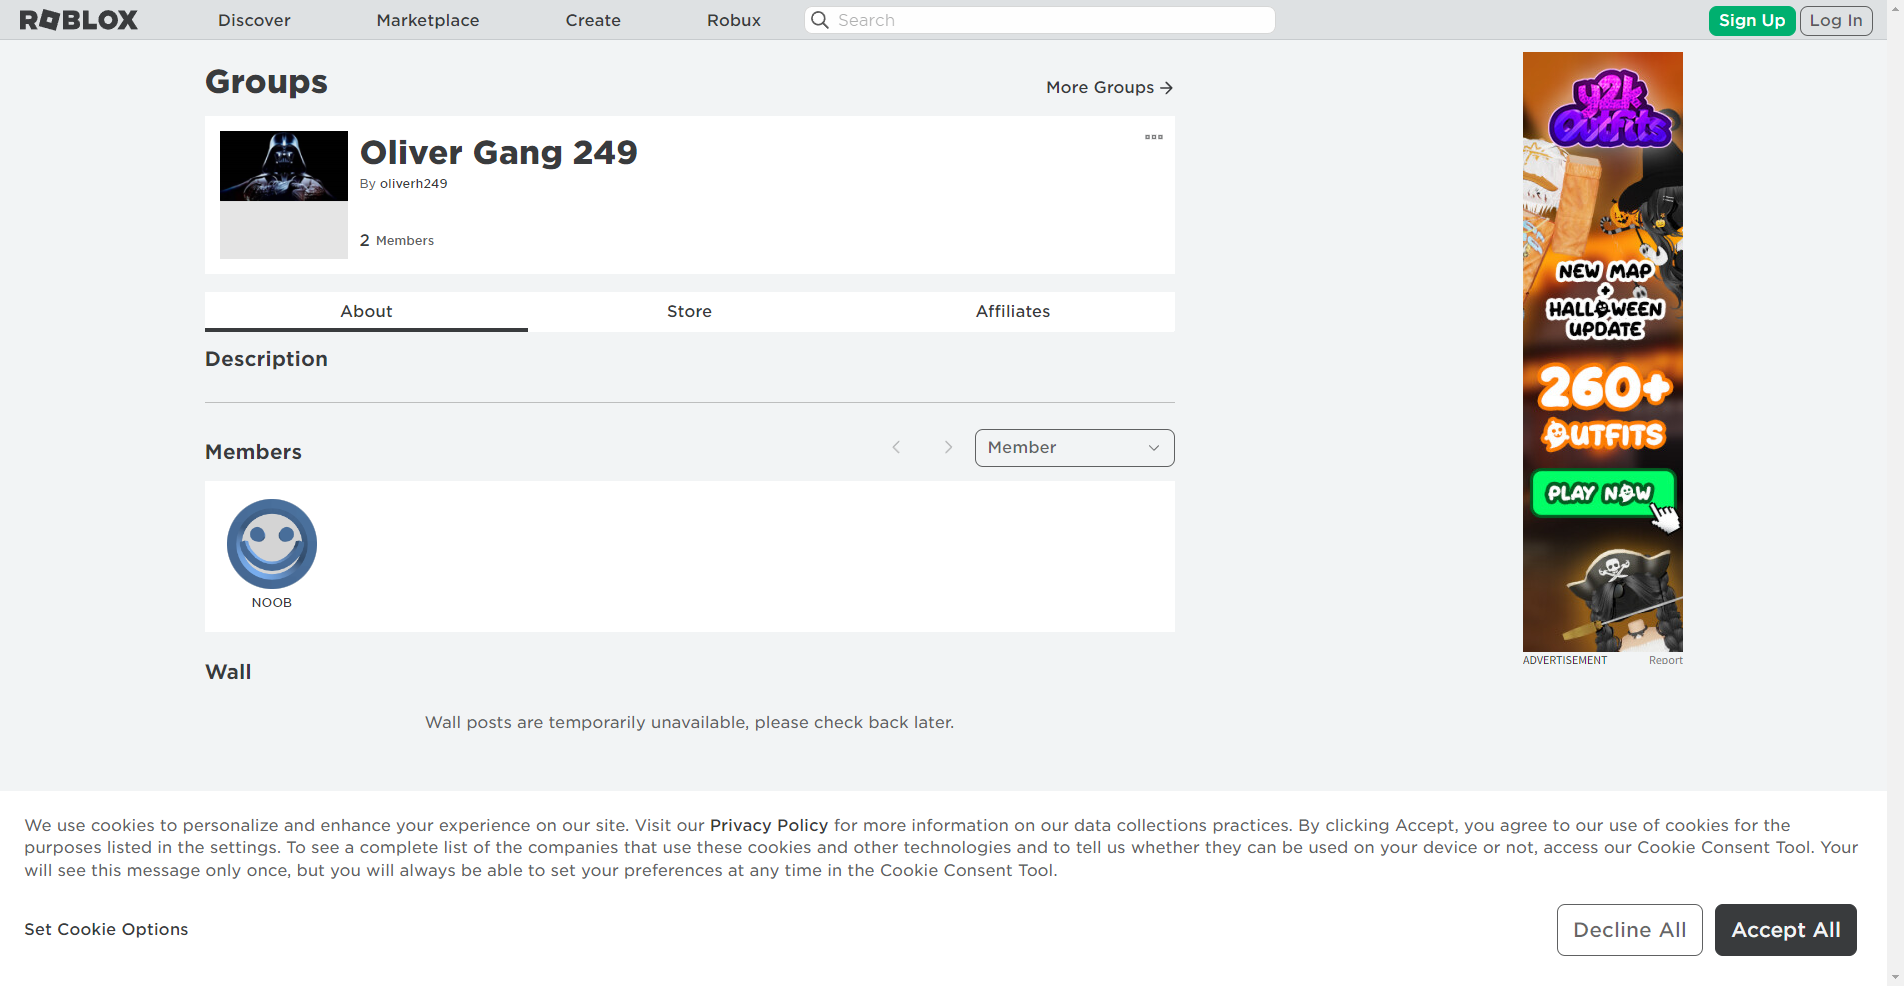 ROBLOX
Discover
Marketplace
Create
Robux
Search
Sign Up
Log In
Groups
More Groups
Oliver Gang 249
By oliverh249
2 Members
About
Store
Affiliates
Description
Members
Member
NOOB
Wall
Wall posts are temporarily unavailable, please check back later.
y2k
Outfits
NEW MAP
+
HALLOWEEN
UPDATE
260+
OUTFITS
PLAY NOW
ADVERTISEMENT
Report
We use cookies to personalize and enhance your experience on our site. Visit our Privacy Policy for more information on our data collections practices. By clicking Accept, you agree to our use of cookies for the
purposes listed in the settings. To see a complete list of the companies that use these cookies and other technologies and to tell us whether they can be used on your device or not, access our Cookie Consent Tool. Your
will see this message only once, but you will always be able to set your preferences at any time in the Cookie Consent Tool.
Set Cookie Options
Decline All
Accept All